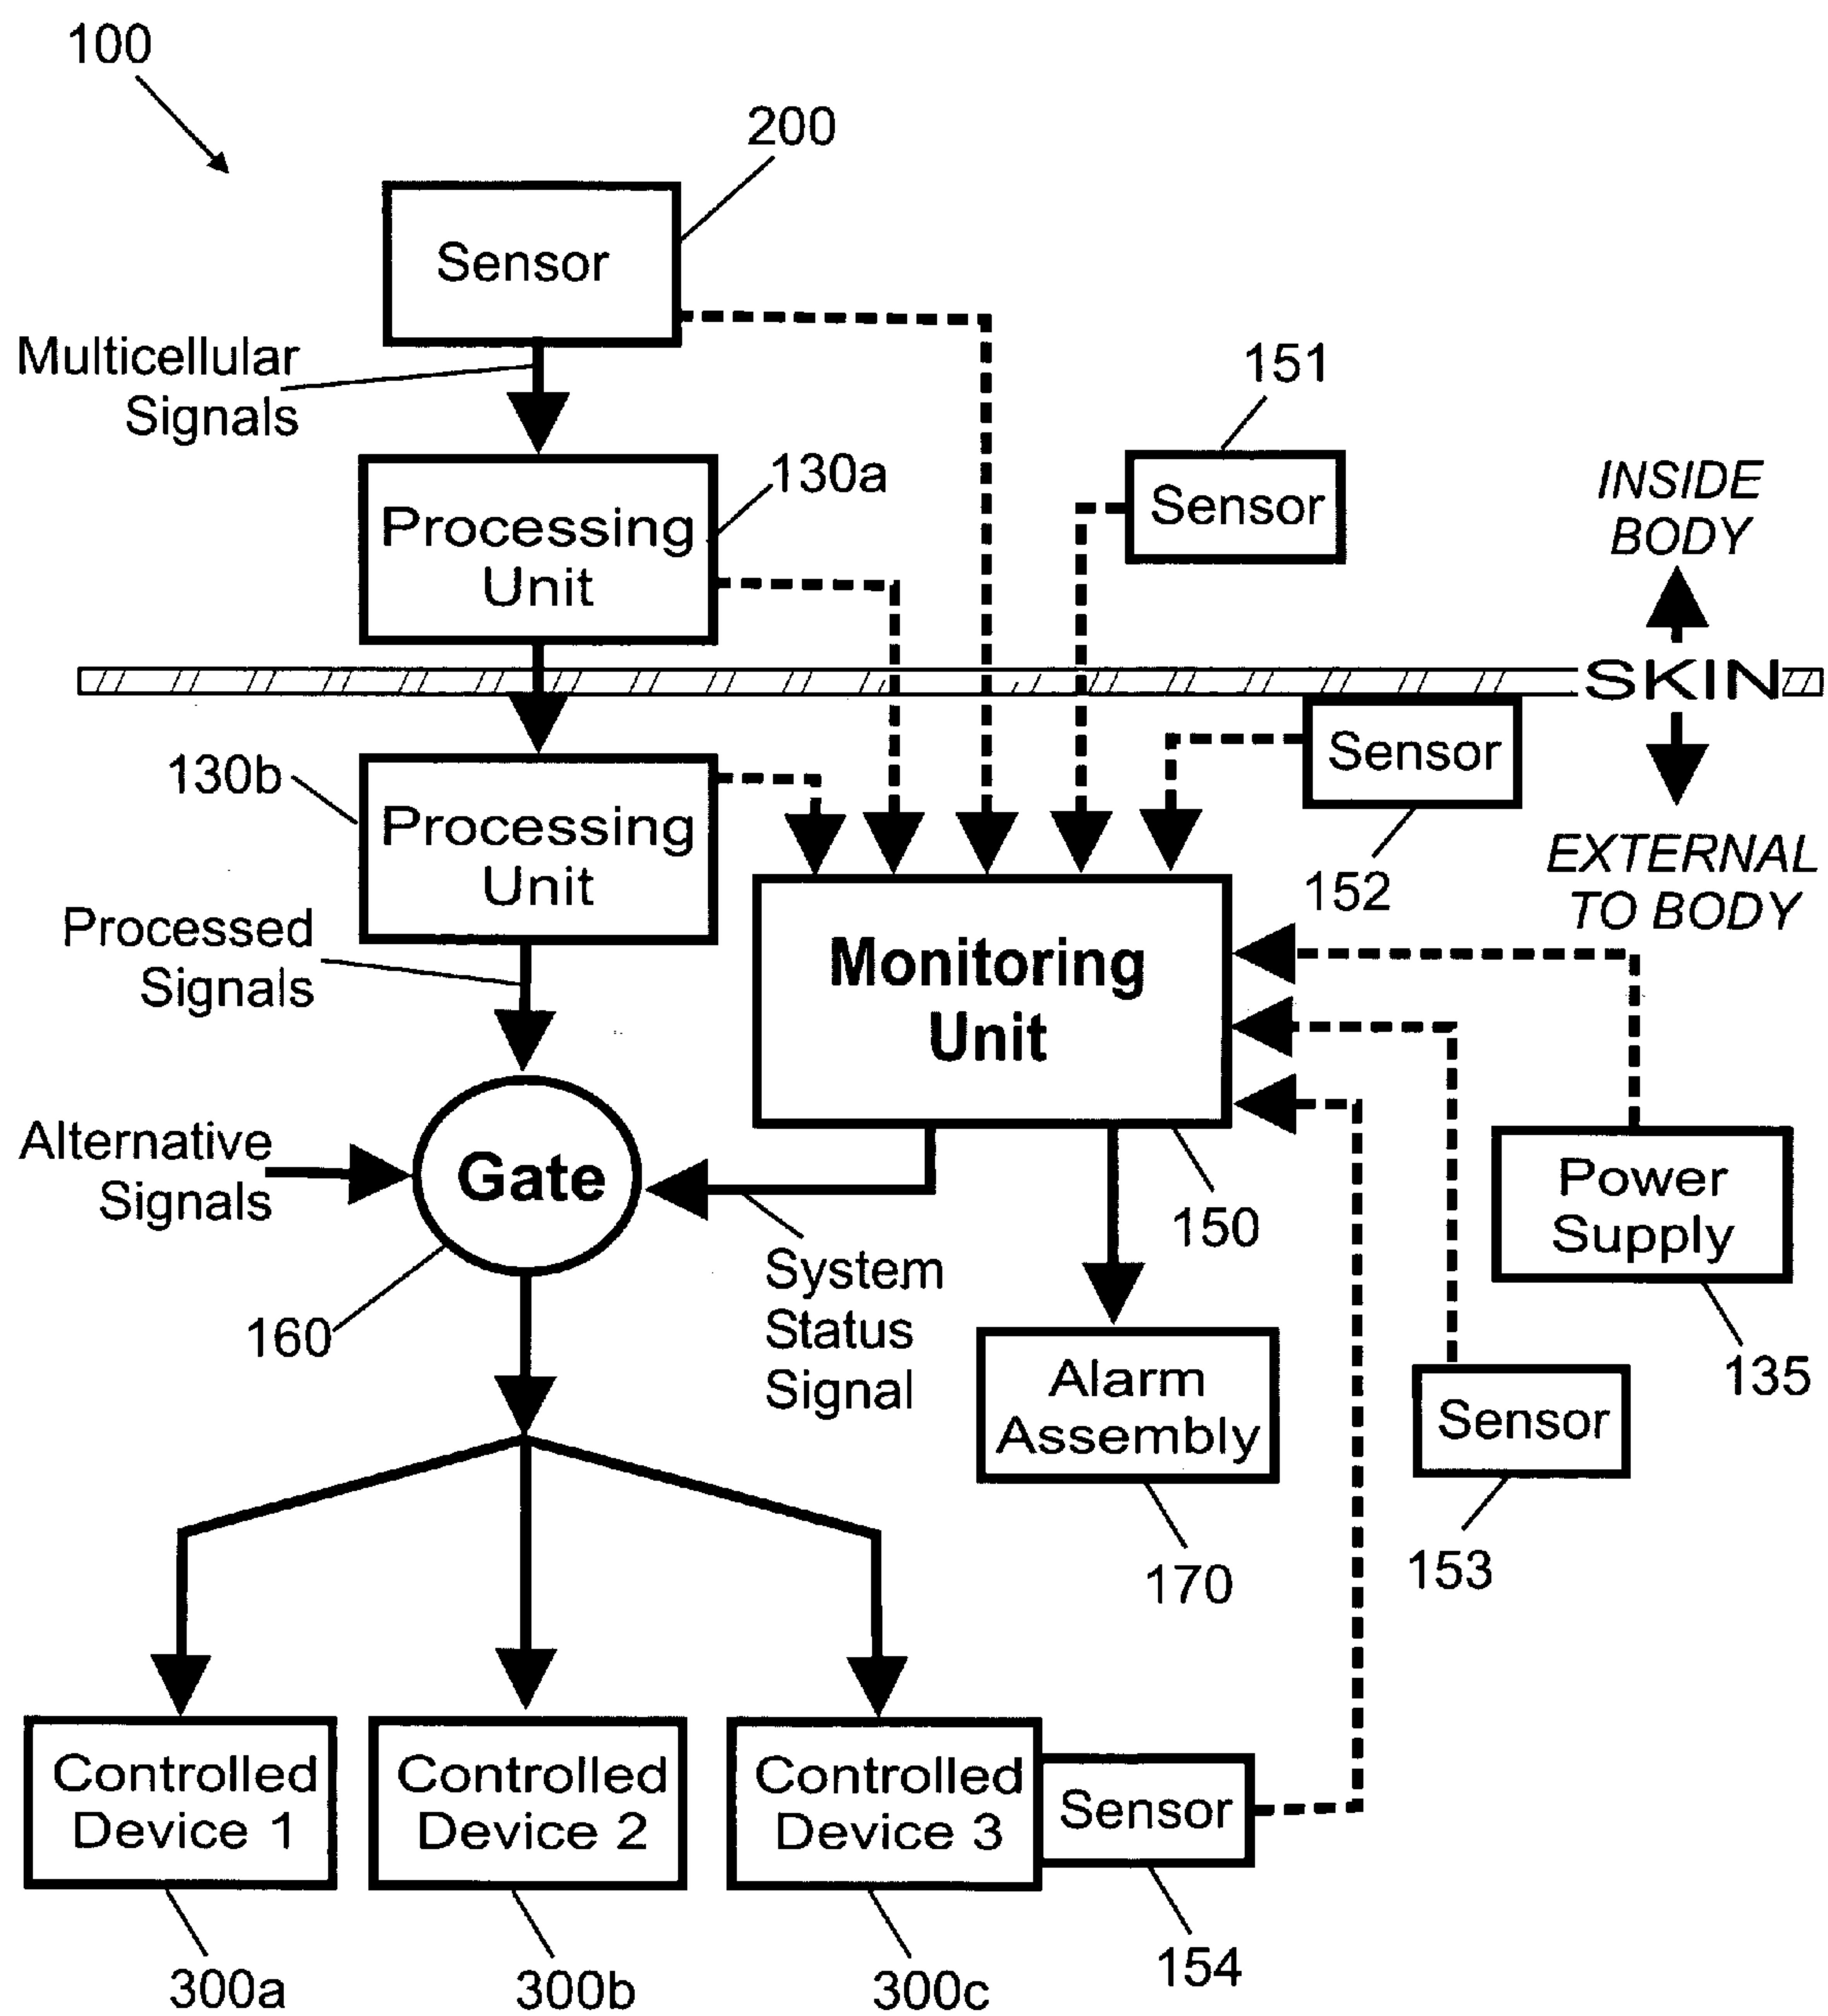 100
200
Sensor
Multicellular
Signals
151
Sensor
130a
Processing
Unit
INSIDE
BODY
SKIN
130b
Processing
Unit
Sensor
152
EXTERNAL
TO BODY
Processed
Signals
Monitoring
Unit
Alternative
Signals
Gate
160
System
Status
Signal
150
Power
Supply
135
Alarm
Assembly
170
Sensor
153
Controlled
Device 1
Controlled
Device 2
Controlled
Device 3
Sensor
154
300a
300b
300c